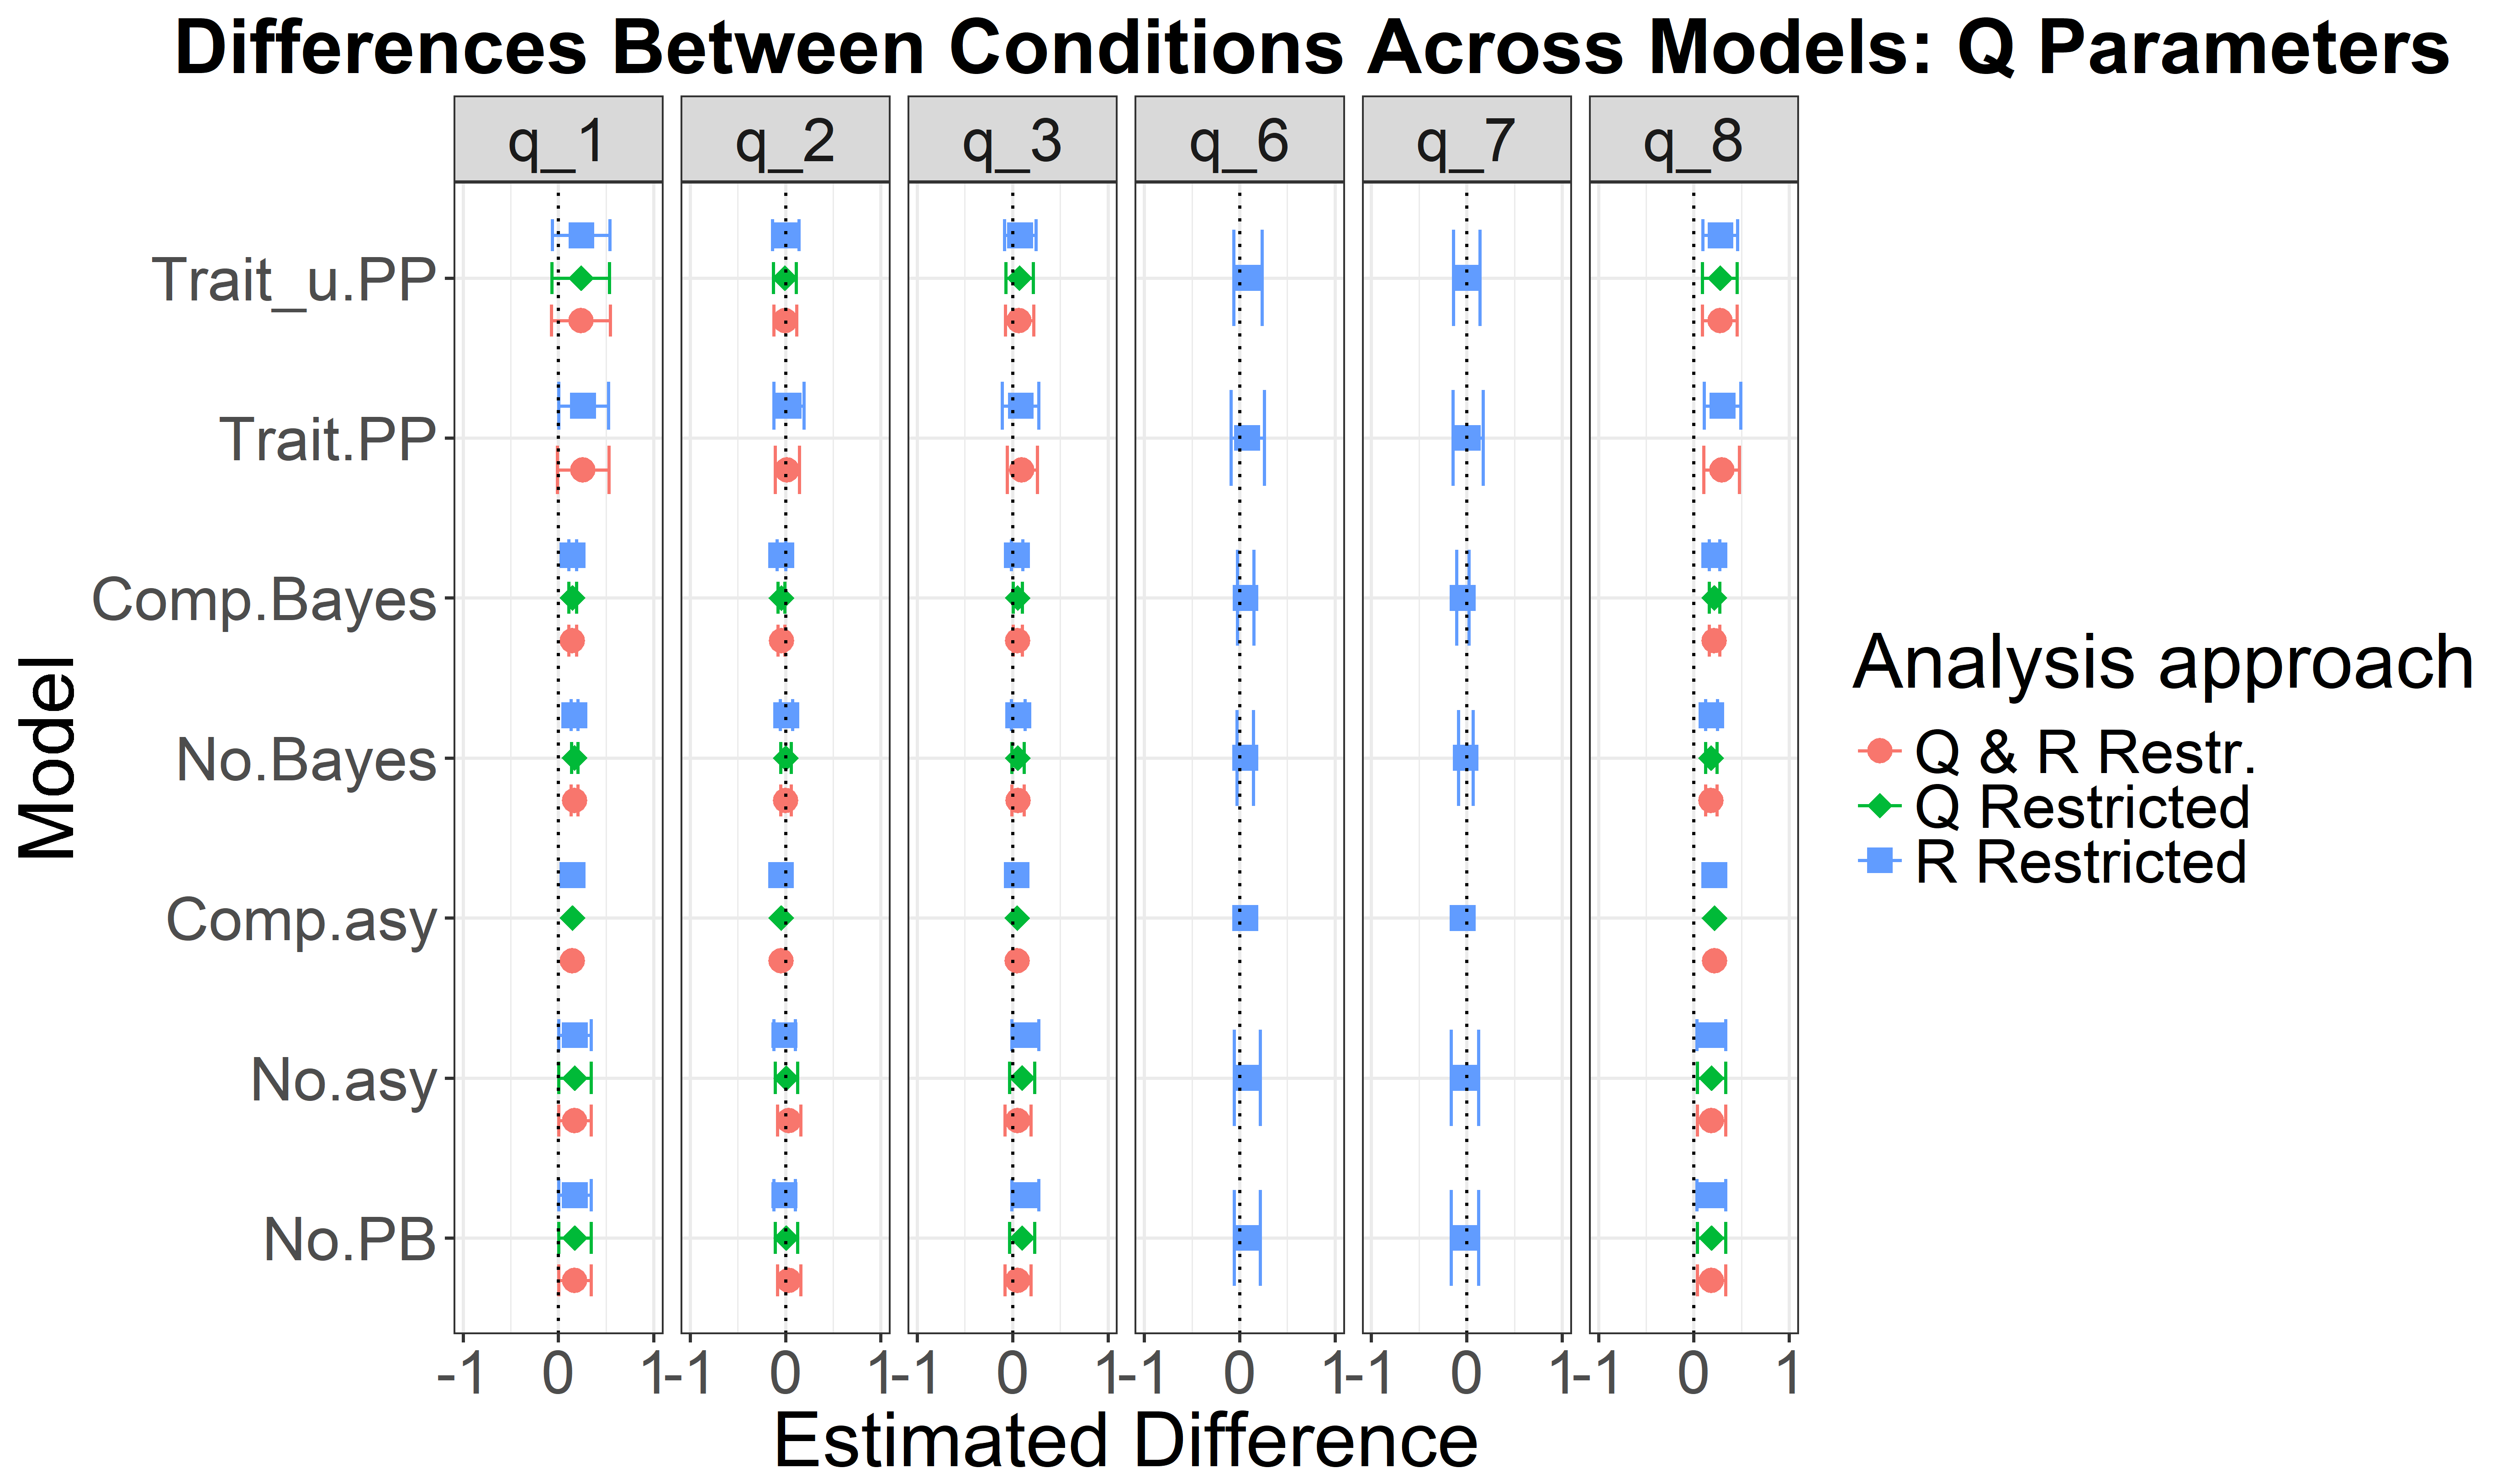 Differences Between Conditions Across Models: Q Parameters
q_1 q_2 q_3 q_6 q_7 q_8
Trait_u.PP
Trait.PP
Comp.Bayes
No.Bayes
Comp.asy
No.asy
No.PB
Model
-1 0 1 -1 0 1 -1 0 1 -1 0 1 -1 0 1 -1 0 1
Estimated Difference
Analysis approach
Q & R Restr.
Q Restricted
R Restricted